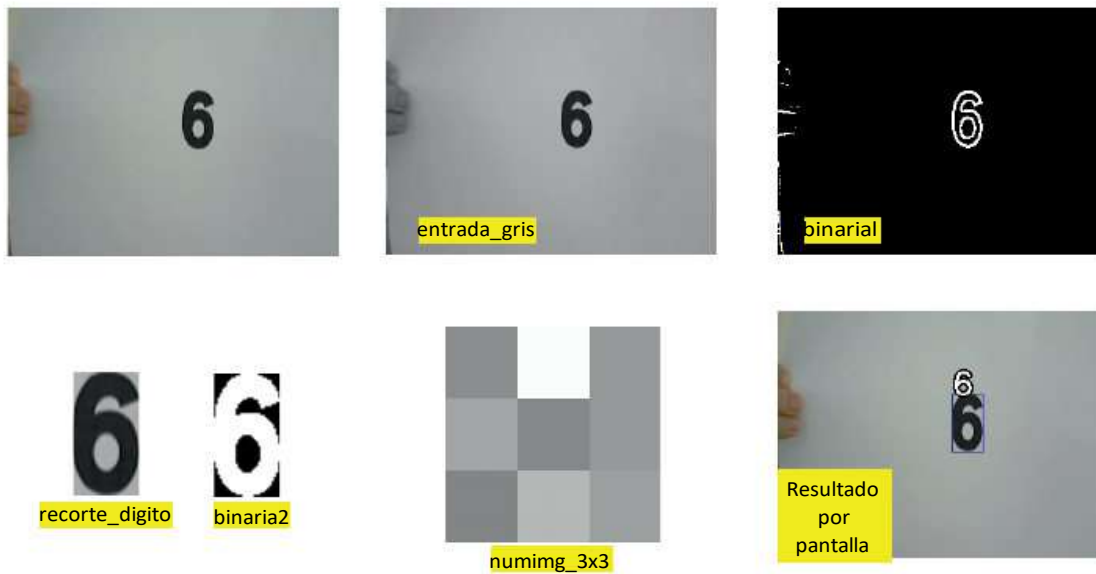 6
6
6
entrada_gris
binarial
6
6
6
6
recorte_digito
binaria2
numimg_3x3
Resultado
por
pantalla